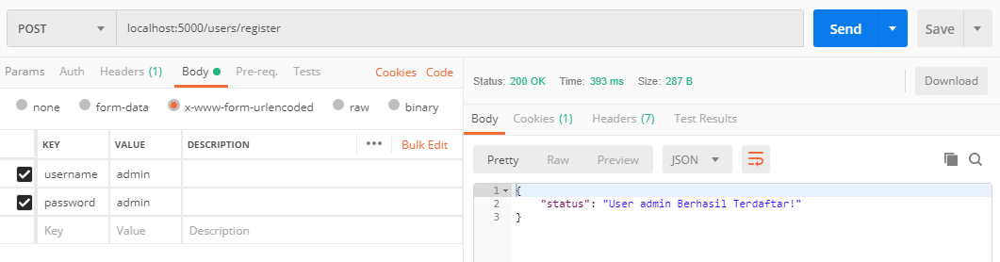 POST localhost:5000/users/register Send Save
Params Auth Headers (1) Body Pre-req. Tests Cookies Code
none form-data x-www-form-urlencoded raw binary
KEY VALUE DESCRIPTION ••• Bulk Edit
username admin
password admin
Key Value Description
Status: 200 OK Time: 393 ms Size: 287 B Download
Body Cookies (1) Headers (7) Test Results
Pretty Raw Preview JSON
1 {
2 "status": "User admin Berhasil Terdaftar!"
3 }